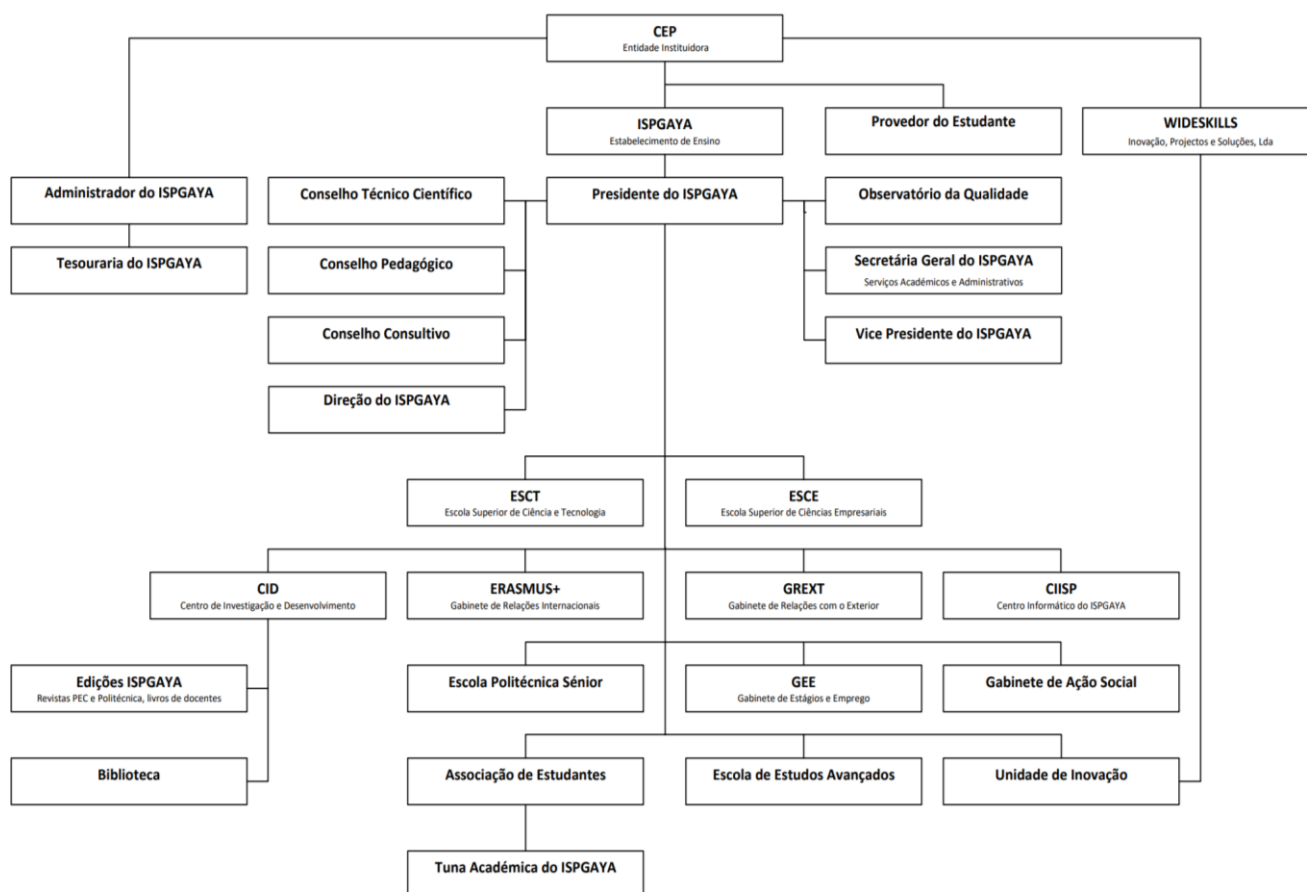 CEP
Entidade Instituidora
ISPGAYA
Estabelecimento de Ensino
Provedor do Estudante
WIDESKILLS
Inovação, Projectos e Soluções, Lda
Administrador do ISPGAYA
Conselho Técnico Científico
Presidente do ISPGAYA
Observatório da Qualidade
Tesouraria do ISPGAYA
Conselho Pedagógico
Secretária Geral do ISPGAYA
Serviços Académicos e Administrativos
Conselho Consultivo
Vice Presidente do ISPGAYA
Direção do ISPGAYA
ESCT
Escola Superior de Ciência e Tecnologia
ESCE
Escola Superior de Ciências Empresariais
CID
Centro de Investigação e Desenvolvimento
ERASMUS+
Gabinete de Relações Internacionais
GREXT
Gabinete de Relações com o Exterior
CIISP
Centro Informático do ISPGAYA
Edições ISPGAYA
Revistas PEC e Politécnica, livros de docentes
Escola Politécnica Sénior
GEE
Gabinete de Estágios e Emprego
Gabinete de Ação Social
Biblioteca
Associação de Estudantes
Escola de Estudos Avançados
Unidade de Inovação
Tuna Académica do ISPGAYA